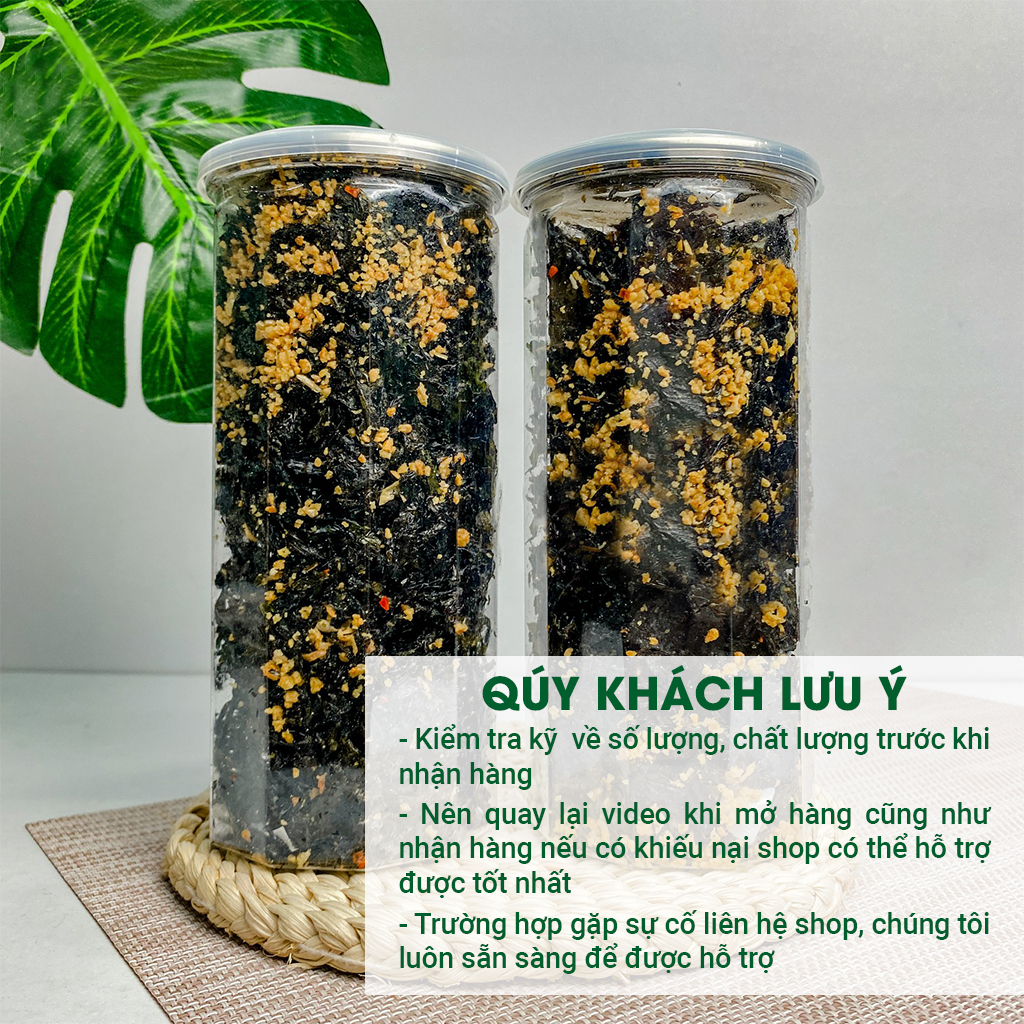 QÚY KHÁCH LƯU Ý
- Kiểm tra kỹ  về số lượng, chất lượng trước khi
nhận hàng
- Nên quay lại video khi mở hàng cũng như
nhận hàng nếu có khiếu nại shop có thể hỗ trợ
được tốt nhất
- Trường hợp gặp sự cố liên hệ shop, chúng tôi
luôn sẵn sàng để được hỗ trợ